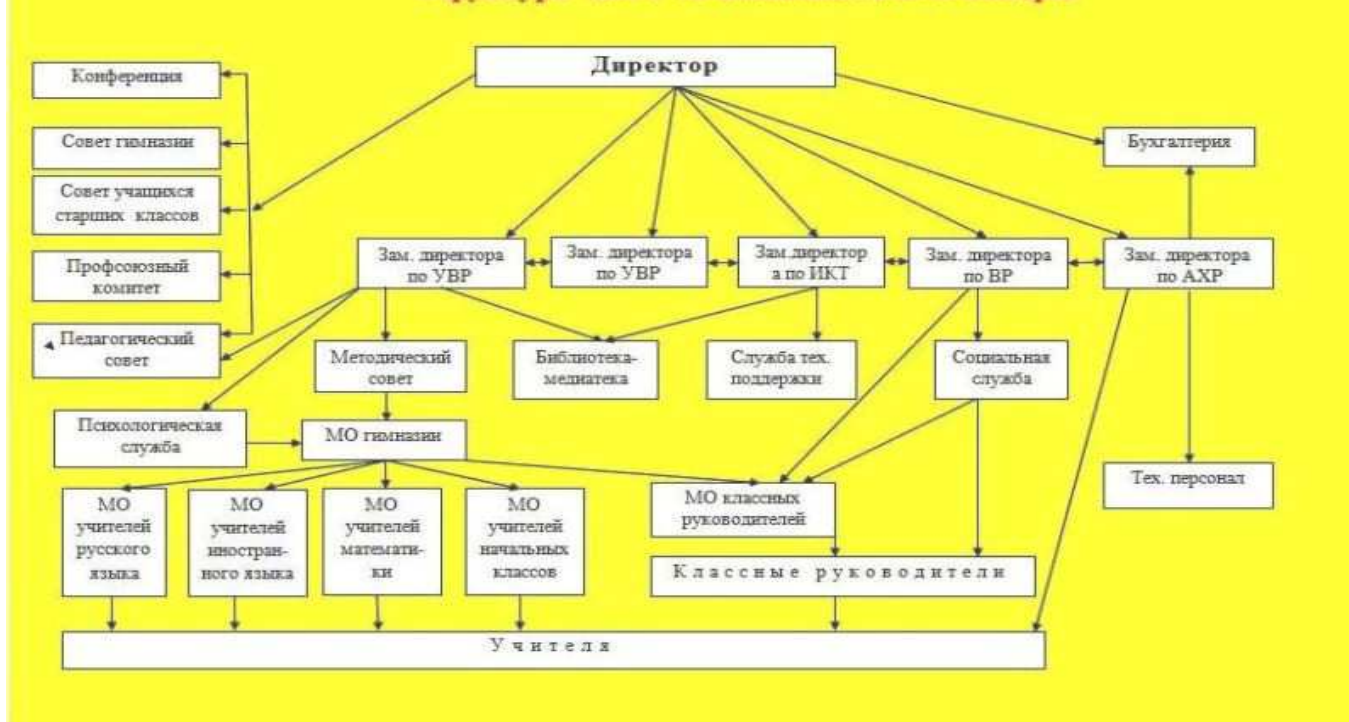 Директор
Конференция
Совет гимназии
Совет учащихся
старших классов
Профсоюзный
комитет
Педагогический
совет
Бухгалтерия
Зам. директора
по УВР
Зам. директора
по УВР
Зам.директор
а по ИКТ
Зам. директора
по ВР
Зам. директора
по АХР
Методический
совет
Библиотека-
медиатека
Служба тех.
поддержки
Социальная
служба
Психологическая
служба
МО гимназии
Тех. персонал
МО
учителей
русского
языка
МО
учителей
иностран-
ного языка
МО
учителей
математи-
ки
МО
учителей
начальных
классов
МО классных
руководителей
Классные руководители
Учителя